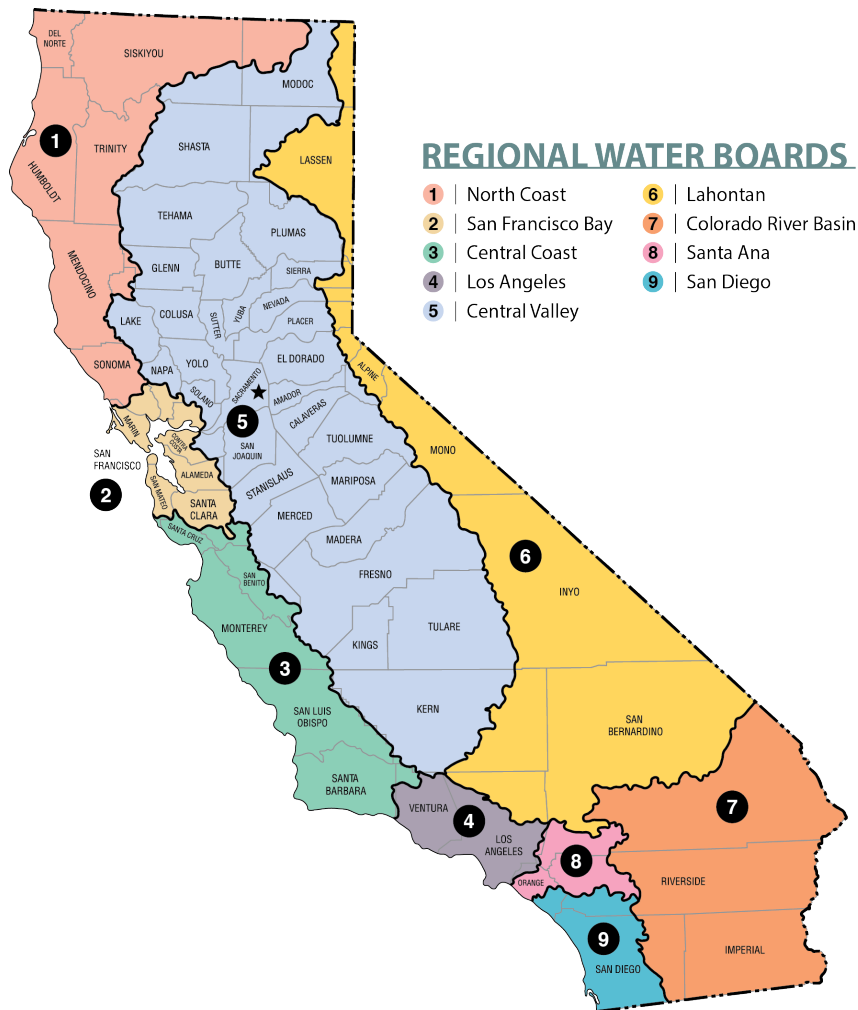 REGIONAL WATER BOARDS
1 North Coast
2 San Francisco Bay
3 Central Coast
4 Los Angeles
5 Central Valley
6 Lahontan
7 Colorado River Basin
8 Santa Ana
9 San Diego
DEL
NORTE
SISKIYOU
MODOC
1
HUMBOLDT
TRINITY
SHASTA
LASSEN
TEHAMA
PLUMAS
MENDOCINO
GLENN
BUTTE
SIERRA
LAKE
COLUSA
SUTTER
YUBA
NEVADA
PLACER
SONOMA
NAPA
YOLO
EL DORADO
ALPINE
SOLANO
SACRAMENTO
AMADOR
5
CALAVERAS
MARIN
CONTRA
COSTA
SAN
JOAQUIN
TUOLUMNE
MONO
SAN
FRANCISCO
2
ALAMEDA
SAN MATEO
SANTA
CLARA
STANISLAUS
MARIPOSA
MERCED
SANTA CRUZ
MADERA
6
SAN
BENITO
FRESNO
INYO
MONTEREY
3
KINGS
TULARE
SAN LUIS
OBISPO
KERN
SAN
BERNARDINO
SANTA
BARBARA
VENTURA
4
LOS
ANGELES
7
8
ORANGE
RIVERSIDE
9
SAN DIEGO
IMPERIAL